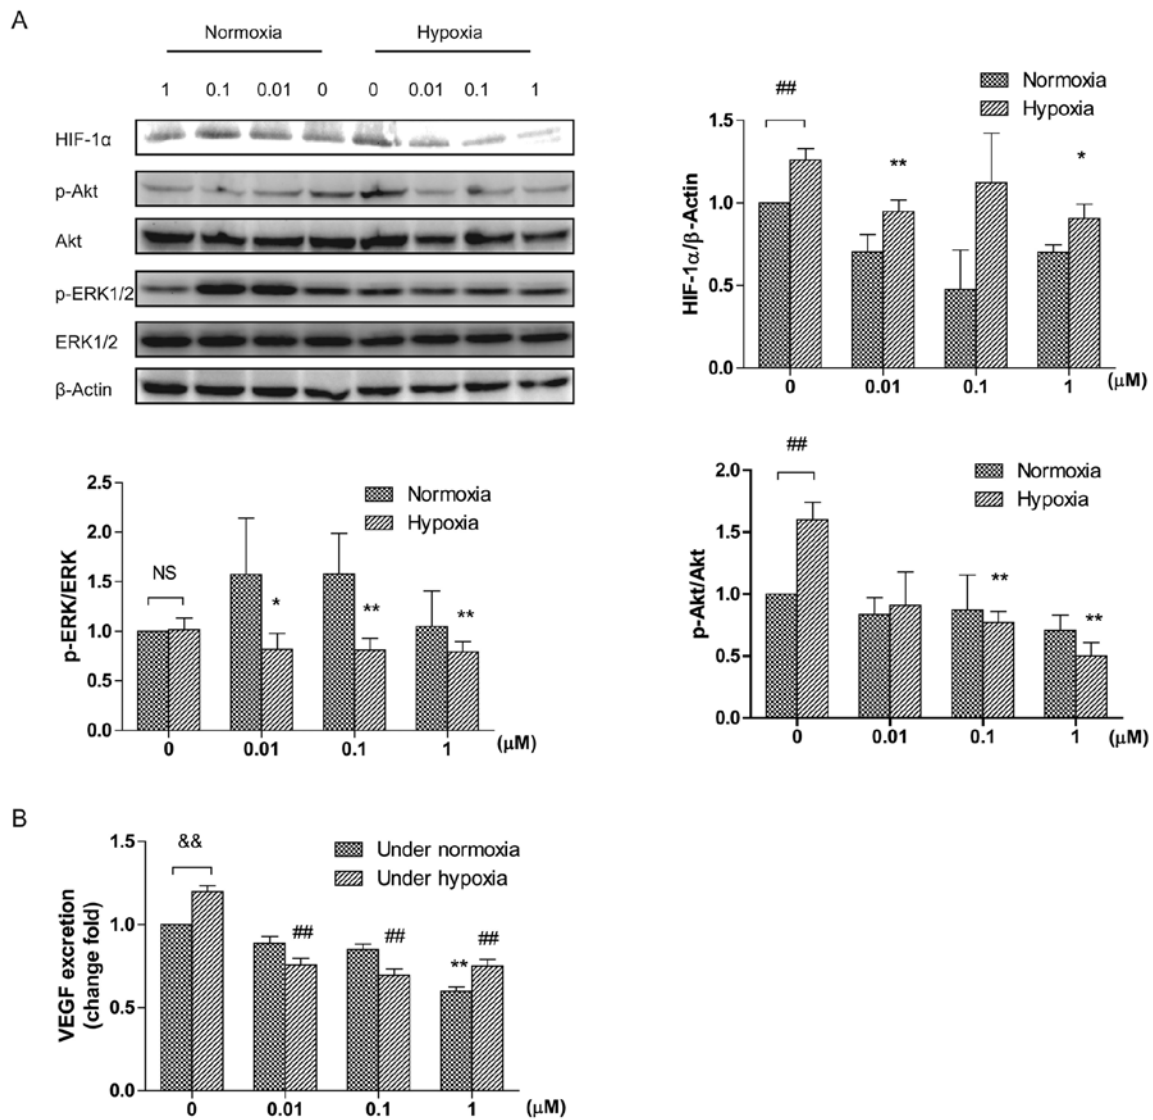 A
Normoxia Hypoxia
1 0.1 0.01 0 0 0.01 0.1 1
HIF-1α
p-Akt
Akt
p-ERK1/2
ERK1/2
β-Actin
Normoxia
Hypoxia
##
**
*
HIF-1α/β-Actin
1.5
1.0
0.5
0.0
0 0.01 0.1 1 (μM)
Normoxia
Hypoxia
NS
*
**
**
p-ERK/ERK
2.5
2.0
1.5
1.0
0.5
0.0
0 0.01 0.1 1 (μM)
Normoxia
Hypoxia
##
**
**
p-Akt/Akt
2.0
1.5
1.0
0.5
0.0
0 0.01 0.1 1 (μM)
B
Under normoxia
Under hypoxia
&&
##
##
**
##
VEGF excretion
(change fold)
1.5
1.0
0.5
0.0
0 0.01 0.1 1 (μM)